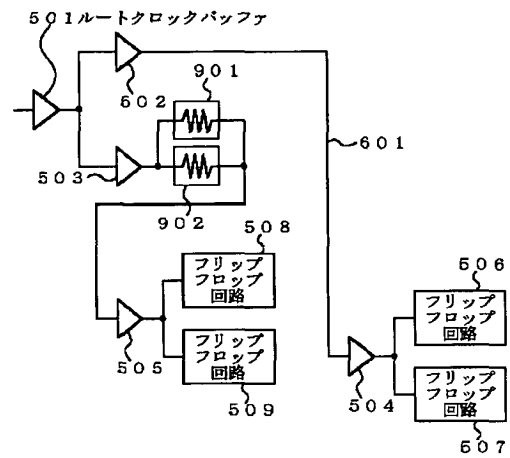 501ルートクロックバッファ
502
901
503
902
601
508
フリップ
フロップ
回路
505
フリップ
フロップ
回路
509
506
フリップ
フロップ
回路
504
フリップ
フロップ
回路
507